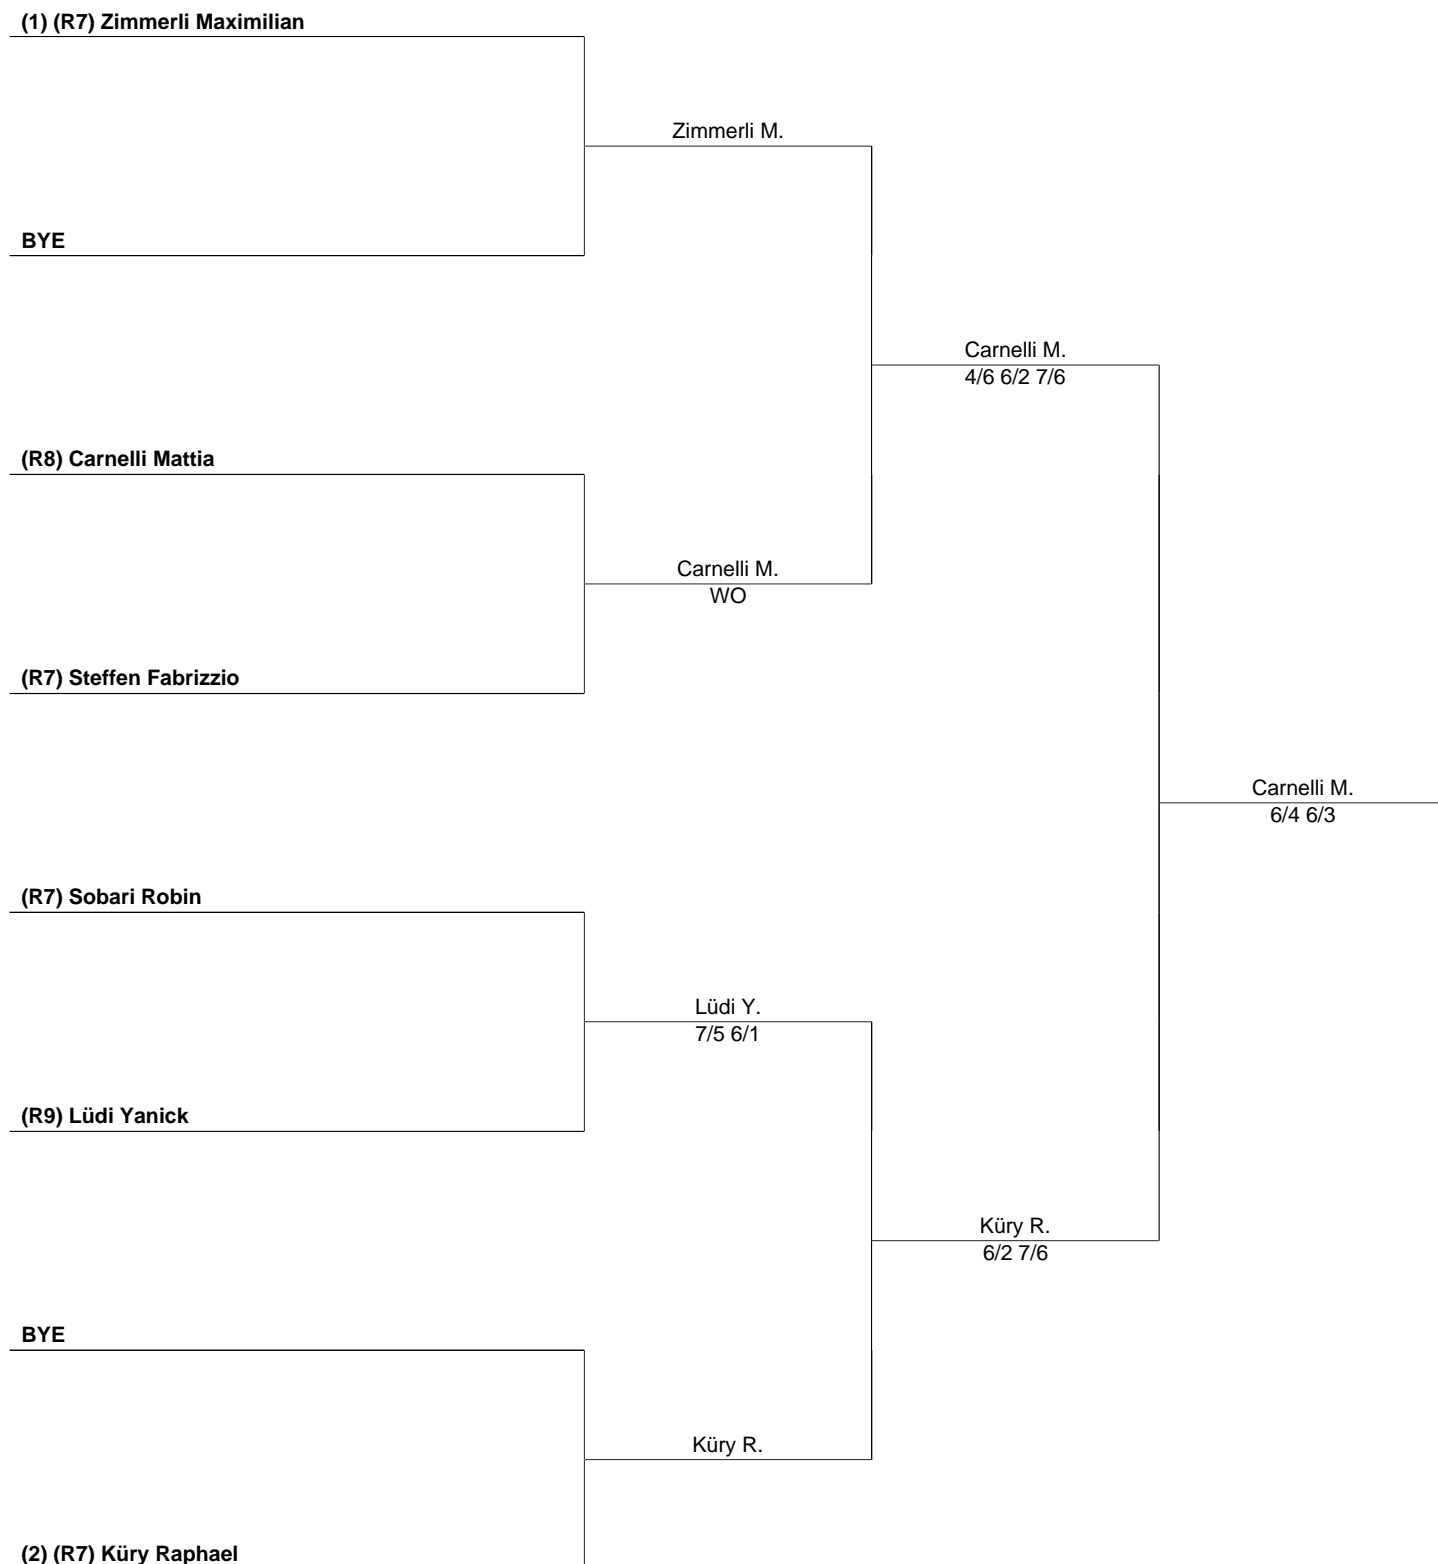 (1) (R7) Zimmerli Maximilian
Zimmerli M.
BYE
Carnelli M.
4/6 6/2 7/6
(R8) Carnelli Mattia
Carnelli M.
WO
(R7) Steffen Fabrizzio
Carnelli M.
6/4 6/3
(R7) Sobari Robin
Lüdi Y.
7/5 6/1
(R9) Lüdi Yanick
Küry R.
6/2 7/6
BYE
Küry R.
(2) (R7) Küry Raphael